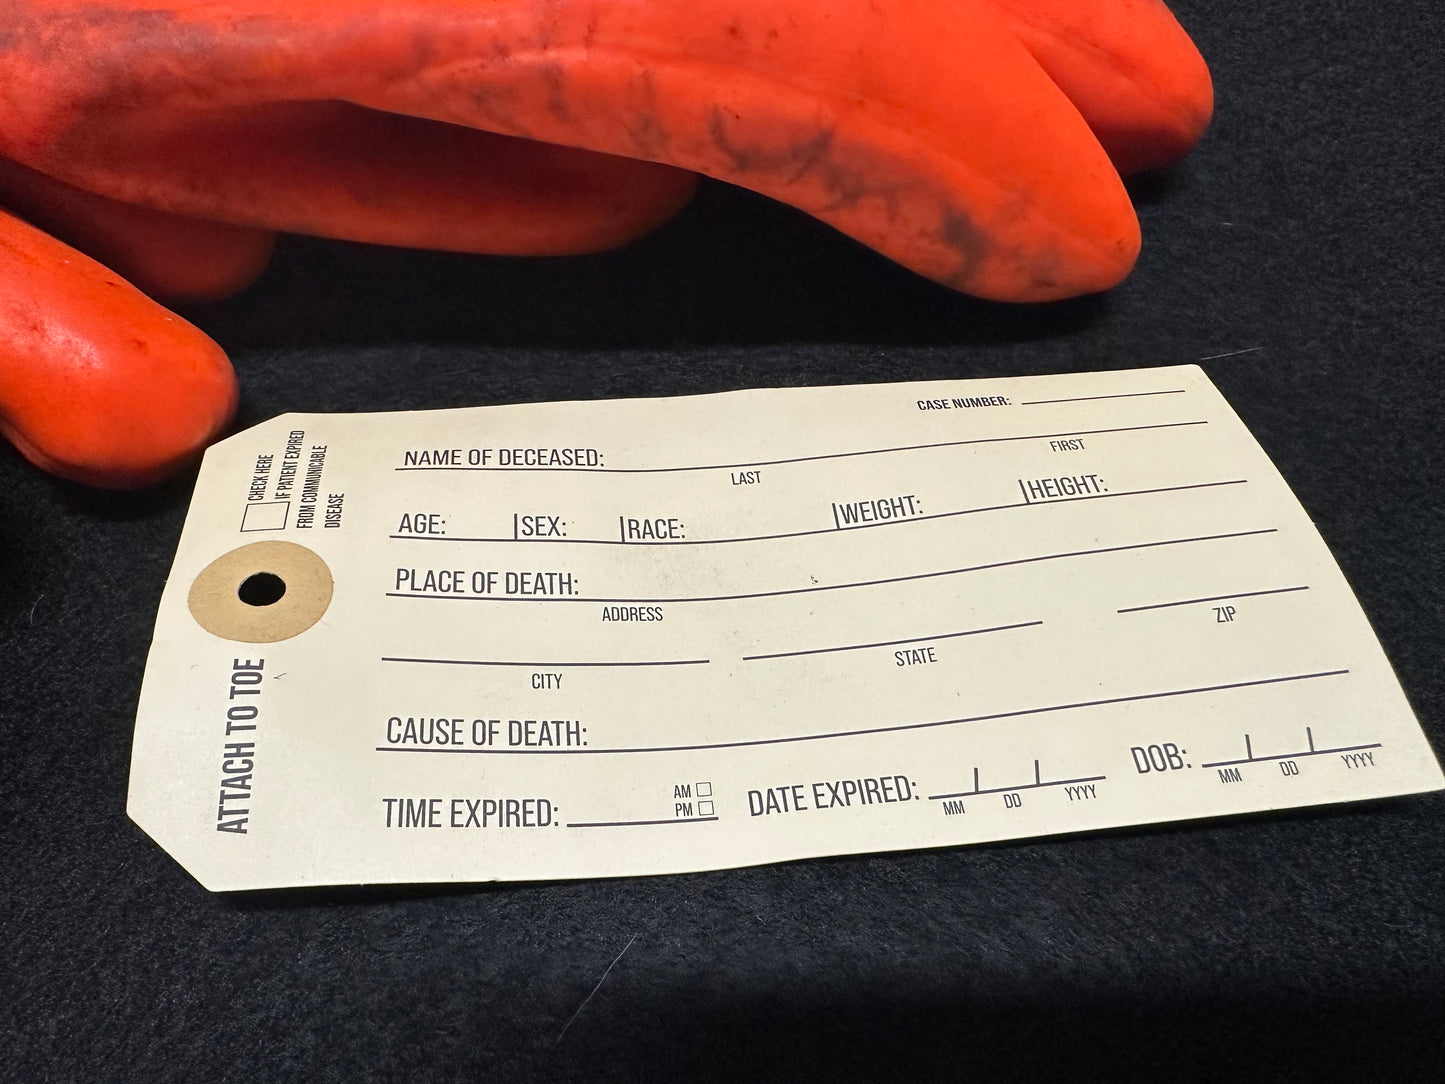 CASE NUMBER:
NAME OF DECEASED:
LAST FIRST
AGE: |SEX: |RACE: |WEIGHT: |HEIGHT:
PLACE OF DEATH:
ADDRESS
CITY STATE ZIP
CAUSE OF DEATH:
TIME EXPIRED: AM PM DATE EXPIRED: MM DD YYYY DOB: MM DD YYYY
CHECK HERE
IF PATIENT EXPIRED
FROM COMMUNICABLE
DISEASE
ATTACH TO TOE